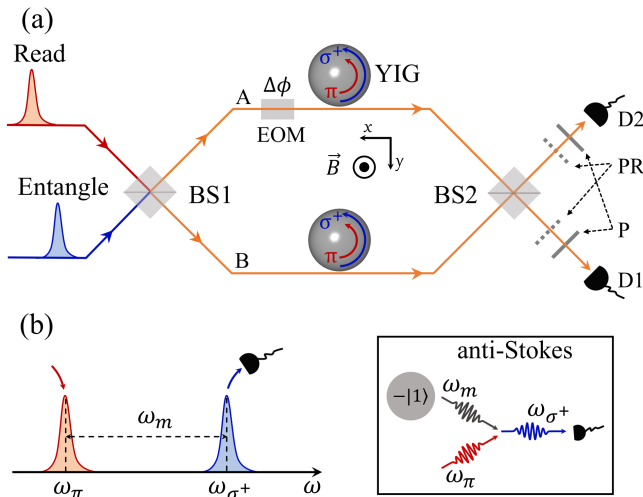 (a)
Read
Entangle
BS1
A
Δϕ
EOM
σ⁺
π
YIG
x
y
B⃗
BS2
B
σ⁺
π
D2
PR
P
D1
(b)
ω_m
ω_π
ω_σ⁺
ω
anti-Stokes
−|1⟩
ω_m
ω_σ⁺
ω_π